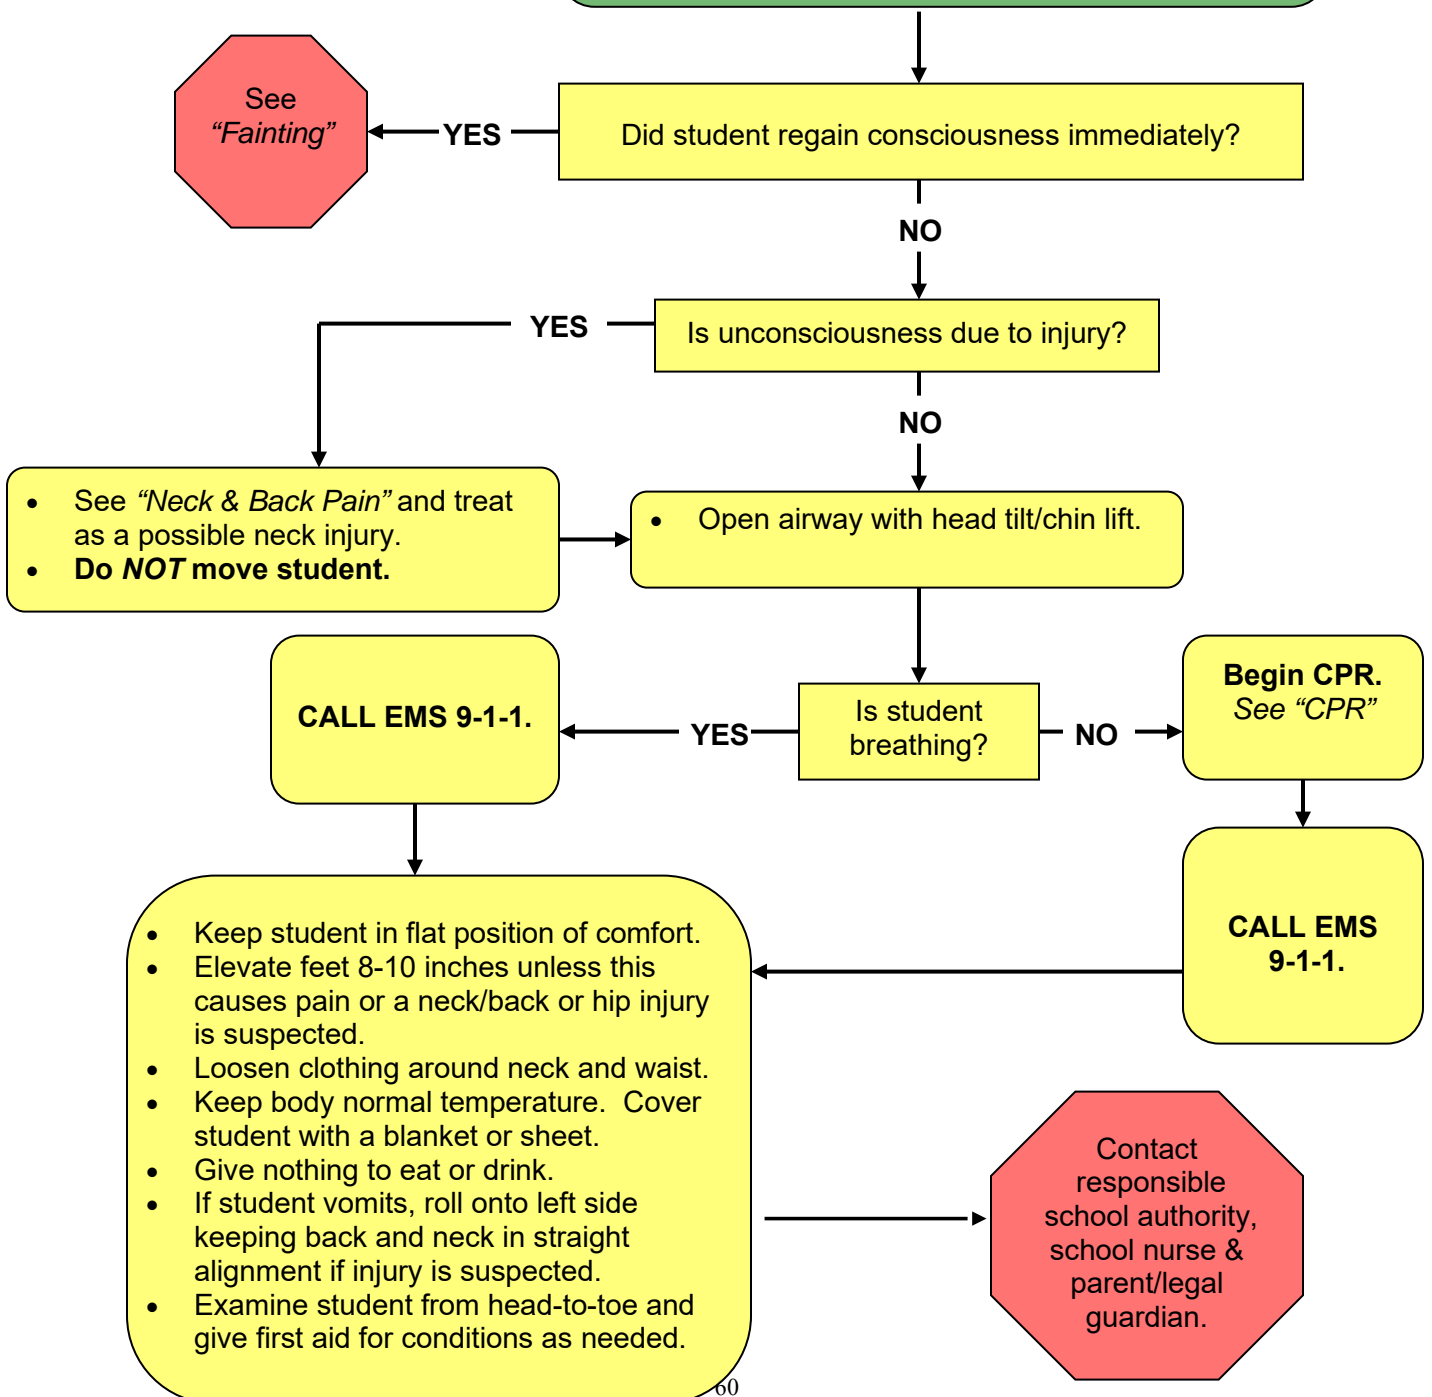 See
“Fainting”
YES
Did student regain consciousness immediately?
NO
YES
Is unconsciousness due to injury?
NO
• See “Neck & Back Pain” and treat
as a possible neck injury.
• Do NOT move student.
• Open airway with head tilt/chin lift.
CALL EMS 9-1-1.
YES
Is student
breathing?
NO
Begin CPR.
See “CPR”
CALL EMS
9-1-1.
• Keep student in flat position of comfort.
• Elevate feet 8-10 inches unless this
causes pain or a neck/back or hip injury
is suspected.
• Loosen clothing around neck and waist.
• Keep body normal temperature.  Cover
student with a blanket or sheet.
• Give nothing to eat or drink.
• If student vomits, roll onto left side
keeping back and neck in straight
alignment if injury is suspected.
• Examine student from head-to-toe and
give first aid for conditions as needed.
Contact
responsible
school authority,
school nurse &
parent/legal
guardian.
60